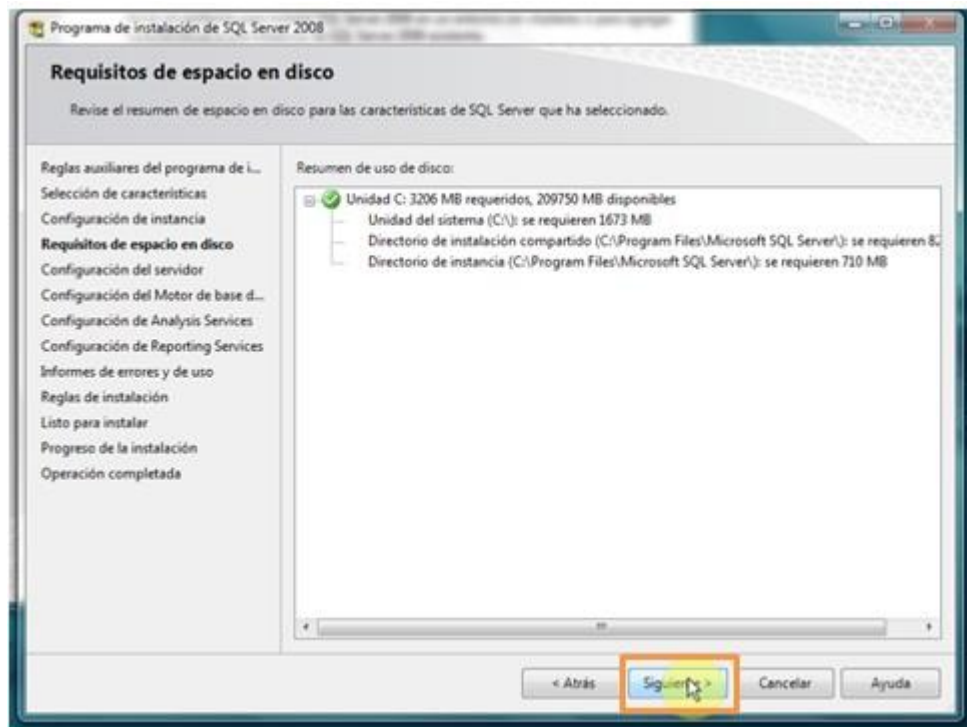 Programa de instalación de SQL Server 2008
Requisitos de espacio en disco
Revise el resumen de espacio en disco para las características de SQL Server que ha seleccionado.
Reglas auxiliares del programa de i...
Selección de características
Configuración de instancia
Requisitos de espacio en disco
Configuración del servidor
Configuración del Motor de base d...
Configuración de Analysis Services
Configuración de Reporting Services
Informes de errores y de uso
Reglas de instalación
Listo para instalar
Progreso de la instalación
Operación completada
Resumen de uso de disco:
Unidad C: 3206 MB requeridos, 209750 MB disponibles
Unidad del sistema (C:\): se requieren 1673 MB
Directorio de instalación compartido (C:\Program Files\Microsoft SQL Server\): se requieren 82
Directorio de instancia (C:\Program Files\Microsoft SQL Server\): se requieren 710 MB
< Atrás Siguiente > Cancelar Ayuda